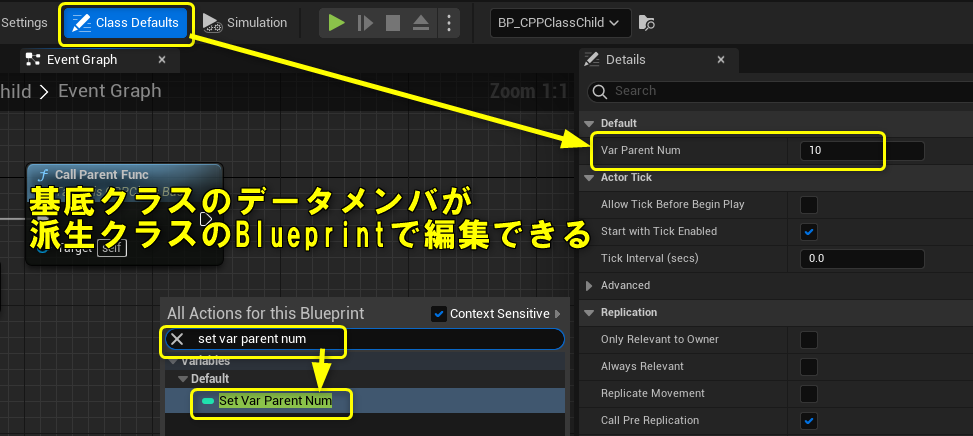 Settings
Class Defaults
Simulation
BP_CPPClassChild
Event Graph
hild > Event Graph
Zoom 1:1
Call Parent Func
基底クラスのデータメンバが
派生クラスのBlueprintで編集できる
Target self
All Actions for this Blueprint
Context Sensitive
set var parent num
Variables
Default
Set Var Parent Num
Details
Search
Default
Var Parent Num 10
Actor Tick
Allow Tick Before Begin Play
Start with Tick Enabled
Tick Interval (secs) 0.0
Advanced
Replication
Only Relevant to Owner
Always Relevant
Replicate Movement
Call Pre Replication